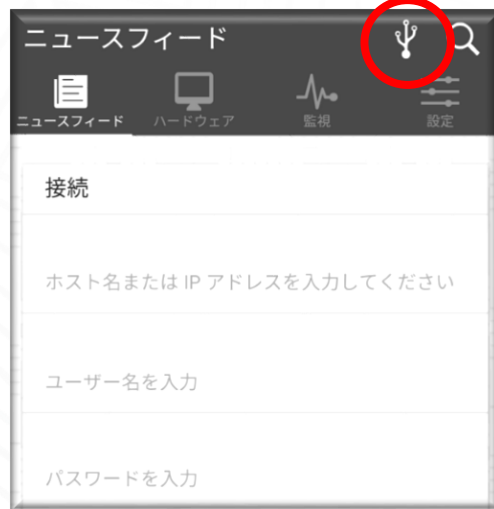 ニュースフィード
ニュースフィード ハードウェア 監視 設定
接続
ホスト名または IP アドレスを入力してください
ユーザー名を入力
パスワードを入力